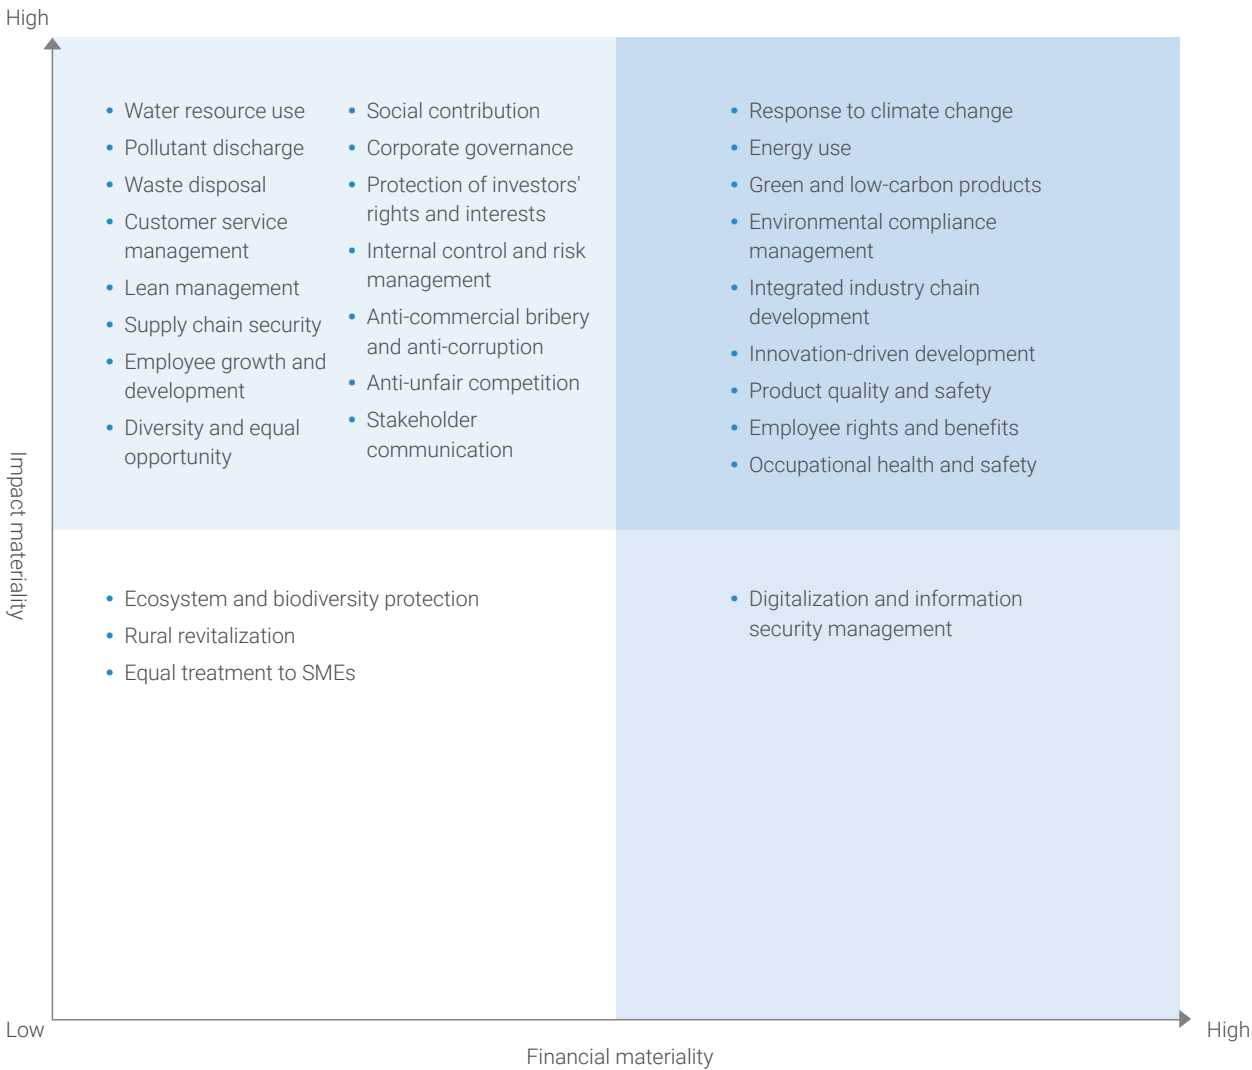 High
Water resource use
Pollutant discharge
Waste disposal
Customer service
management
Lean management
Supply chain security
Employee growth and
development
Diversity and equal
opportunity
Social contribution
Corporate governance
Protection of investors'
rights and interests
Internal control and risk
management
Anti-commercial bribery
and anti-corruption
Anti-unfair competition
Stakeholder
communication
Response to climate change
Energy use
Green and low-carbon products
Environmental compliance
management
Integrated industry chain
development
Innovation-driven development
Product quality and safety
Employee rights and benefits
Occupational health and safety
Impact materiality
Ecosystem and biodiversity protection
Rural revitalization
Equal treatment to SMEs
Digitalization and information
security management
Low
High
Financial materiality